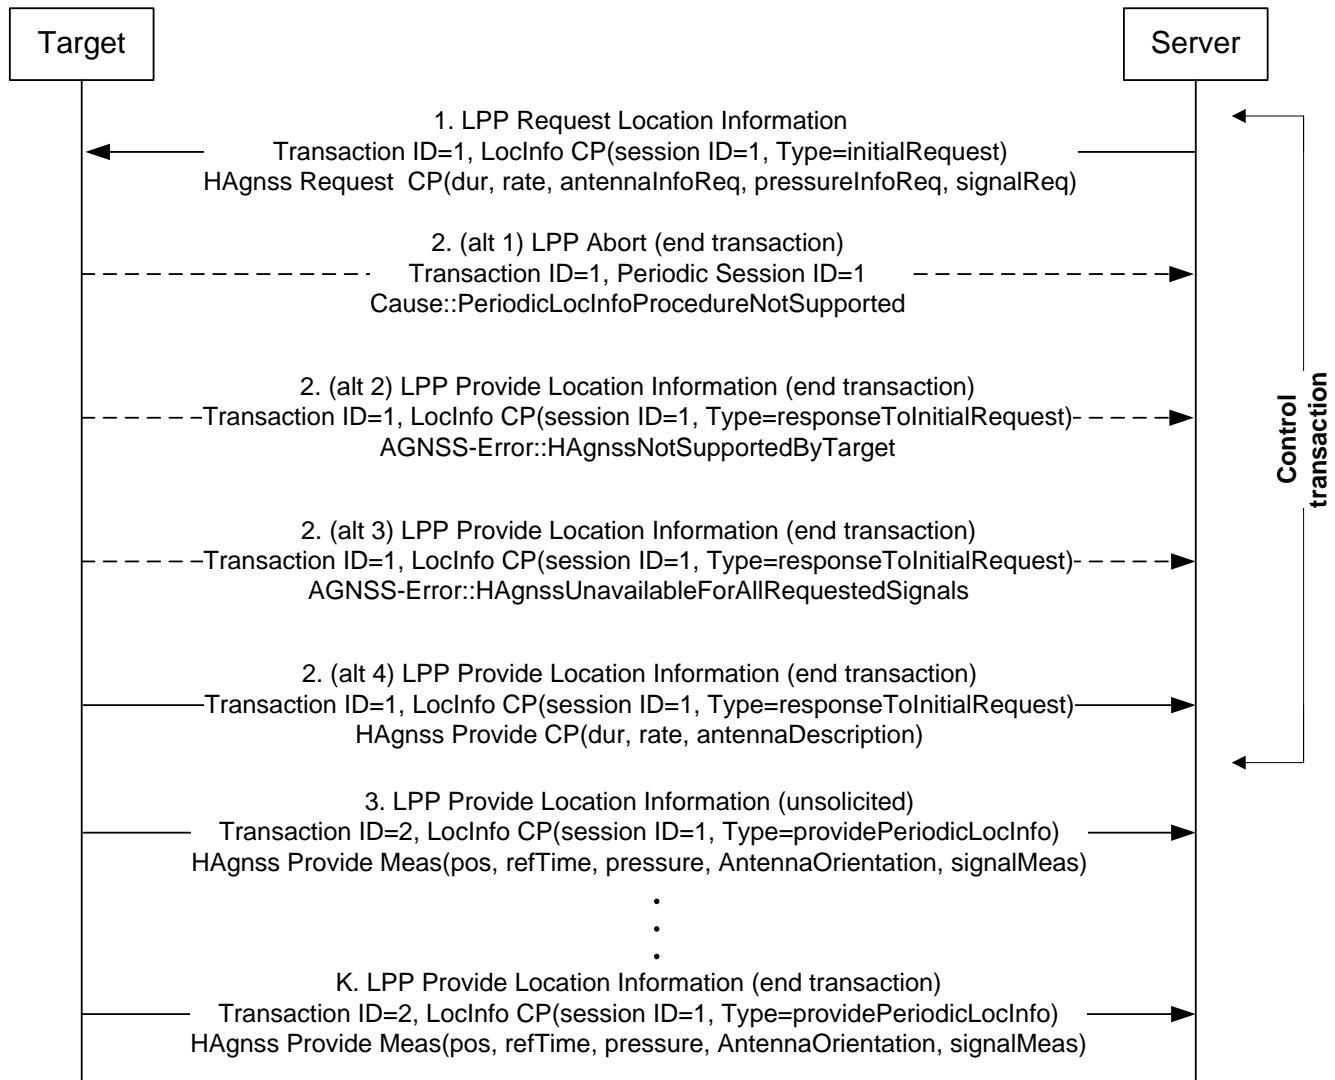 Target
Server
1. LPP Request Location Information
Transaction ID=1, LocInfo CP(session ID=1, Type=initialRequest)
HAgnss Request  CP(dur, rate, antennaInfoReq, pressureInfoReq, signalReq)
2. (alt 1) LPP Abort (end transaction)
Transaction ID=1, Periodic Session ID=1
Cause::PeriodicLocInfoProcedureNotSupported
2. (alt 2) LPP Provide Location Information (end transaction)
Transaction ID=1, LocInfo CP(session ID=1, Type=responseToInitialRequest)
AGNSS-Error::HAgnssNotSupportedByTarget
2. (alt 3) LPP Provide Location Information (end transaction)
Transaction ID=1, LocInfo CP(session ID=1, Type=responseToInitialRequest)
AGNSS-Error::HAgnssUnavailableForAllRequestedSignals
2. (alt 4) LPP Provide Location Information (end transaction)
Transaction ID=1, LocInfo CP(session ID=1, Type=responseToInitialRequest)
HAgnss Provide CP(dur, rate, antennaDescription)
Control
transaction
3. LPP Provide Location Information (unsolicited)
Transaction ID=2, LocInfo CP(session ID=1, Type=providePeriodicLocInfo)
HAgnss Provide Meas(pos, refTime, pressure, AntennaOrientation, signalMeas)
.
.
.
K. LPP Provide Location Information (end transaction)
Transaction ID=2, LocInfo CP(session ID=1, Type=providePeriodicLocInfo)
HAgnss Provide Meas(pos, refTime, pressure, AntennaOrientation, signalMeas)